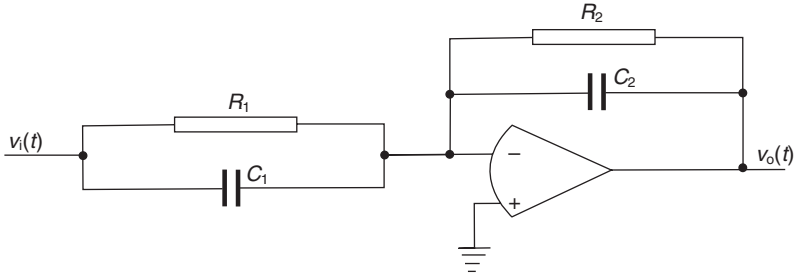 R₂
C₂
R₁
vᵢ(t)
C₁
−
vₒ(t)
+